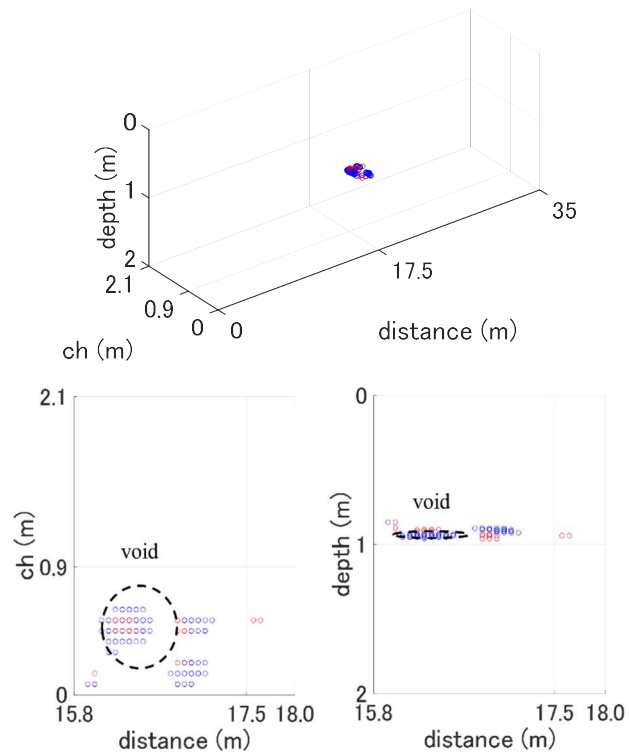 0
1
2
depth (m)
2.1
0.9
0
ch (m)
0
17.5
35
distance (m)
2.1
0.9
0
ch (m)
void
15.8
17.5
18.0
distance (m)
0
1
2
depth (m)
void
15.8
17.5
18.0
distance (m)